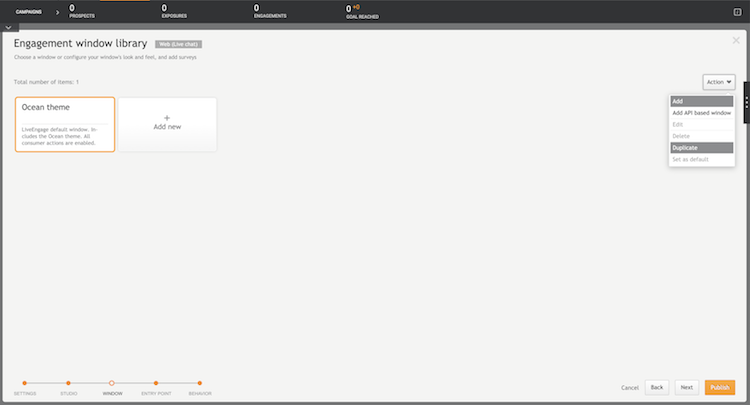 CAMPAIGNS
0
PROSPECTS
0
EXPOSURES
0
ENGAGEMENTS
0 +0
GOAL REACHED
Engagement window library
Web (Live chat)
Choose a window or configure your window's look and feel, and add surveys
Total number of items: 1
Action
Ocean theme
LiveEngage default window. In-
cludes the Ocean theme. All
consumer actions are enabled.
+
Add new
Add
Add API based window
Edit
Delete
Duplicate
Set as default
SETTINGS
STUDIO
WINDOW
ENTRY POINT
BEHAVIOR
Cancel
Back
Next
Publish